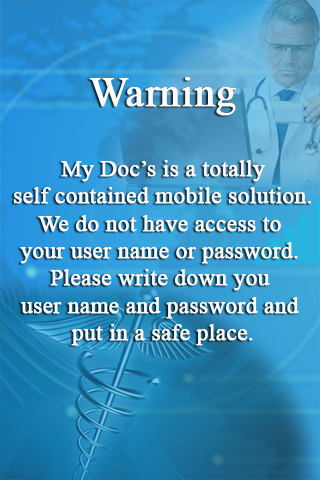 Warning
My Doc's is a totally
self contained mobile solution.
We do not have access to
your user name or password.
Please write down you
user name and password and
put in a safe place.